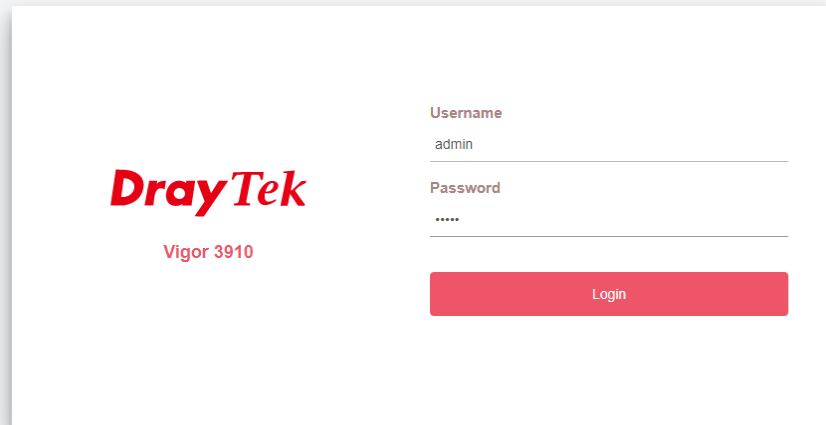 DrayTek
Vigor 3910
Username
admin
Password
•••••
Login